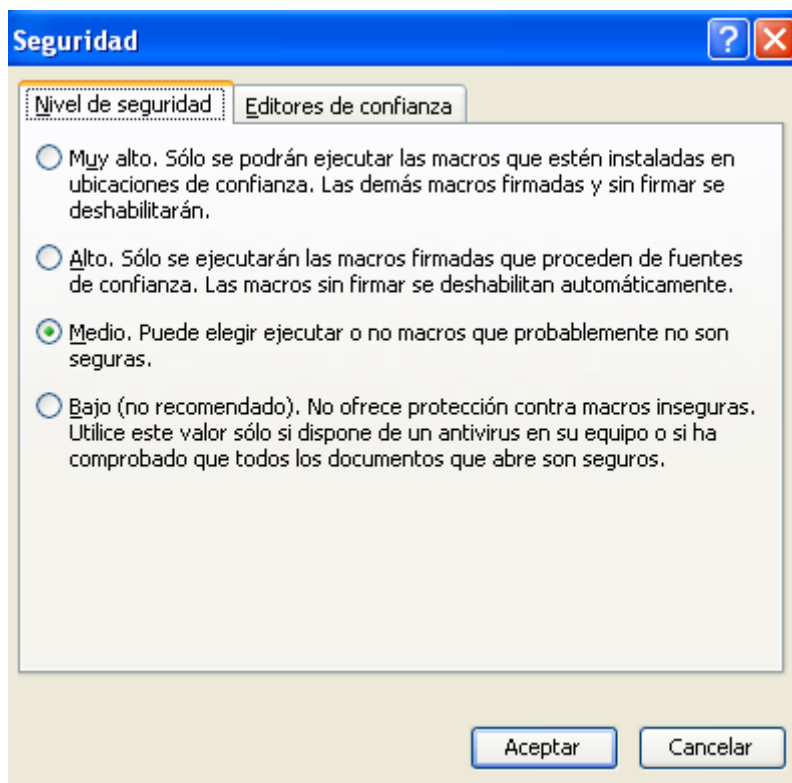 Seguridad
?
Nivel de seguridad
Editores de confianza
Muy alto. Sólo se podrán ejecutar las macros que estén instaladas en
ubicaciones de confianza. Las demás macros firmadas y sin firmar se
deshabilitarán.
Alto. Sólo se ejecutarán las macros firmadas que proceden de fuentes
de confianza. Las macros sin firmar se deshabilitan automáticamente.
Medio. Puede elegir ejecutar o no macros que probablemente no son
seguras.
Bajo (no recomendado). No ofrece protección contra macros inseguras.
Utilice este valor sólo si dispone de un antivirus en su equipo o si ha
comprobado que todos los documentos que abre son seguros.
Aceptar
Cancelar